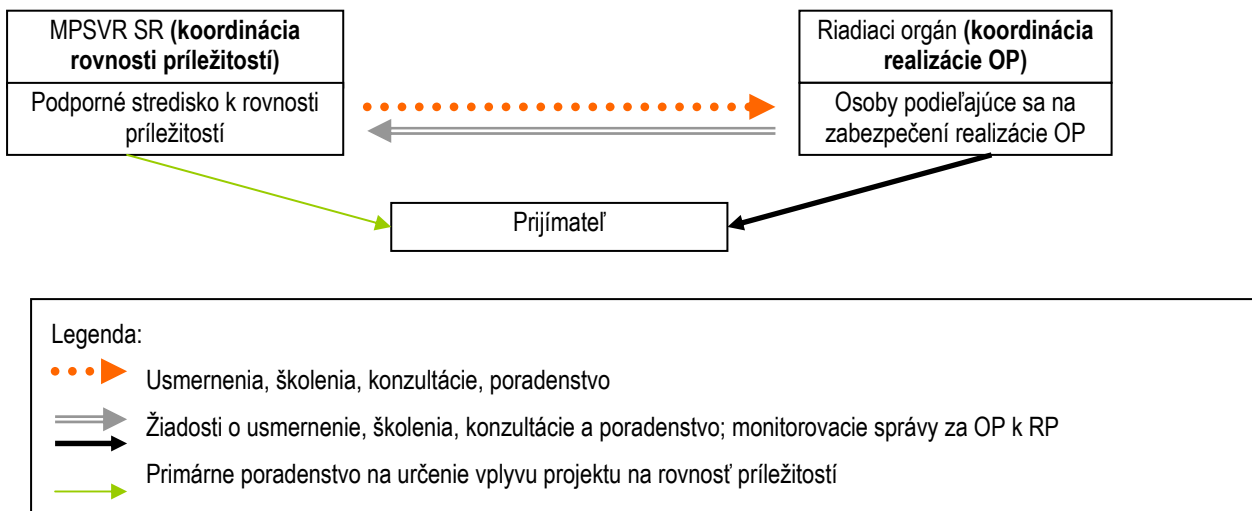 MPSVR SR (koordinácia
rovnosti príležitostí)
Podporné stredisko k rovnosti
príležitostí
Riadiaci orgán (koordinácia
realizácie OP)
Osoby podieľajúce sa na
zabezpečení realizácie OP
Prijímateľ
Legenda:
Usmernenia, školenia, konzultácie, poradenstvo
Žiadosti o usmernenie, školenia, konzultácie a poradenstvo; monitorovacie správy za OP k RP
Primárne poradenstvo na určenie vplyvu projektu na rovnosť príležitostí